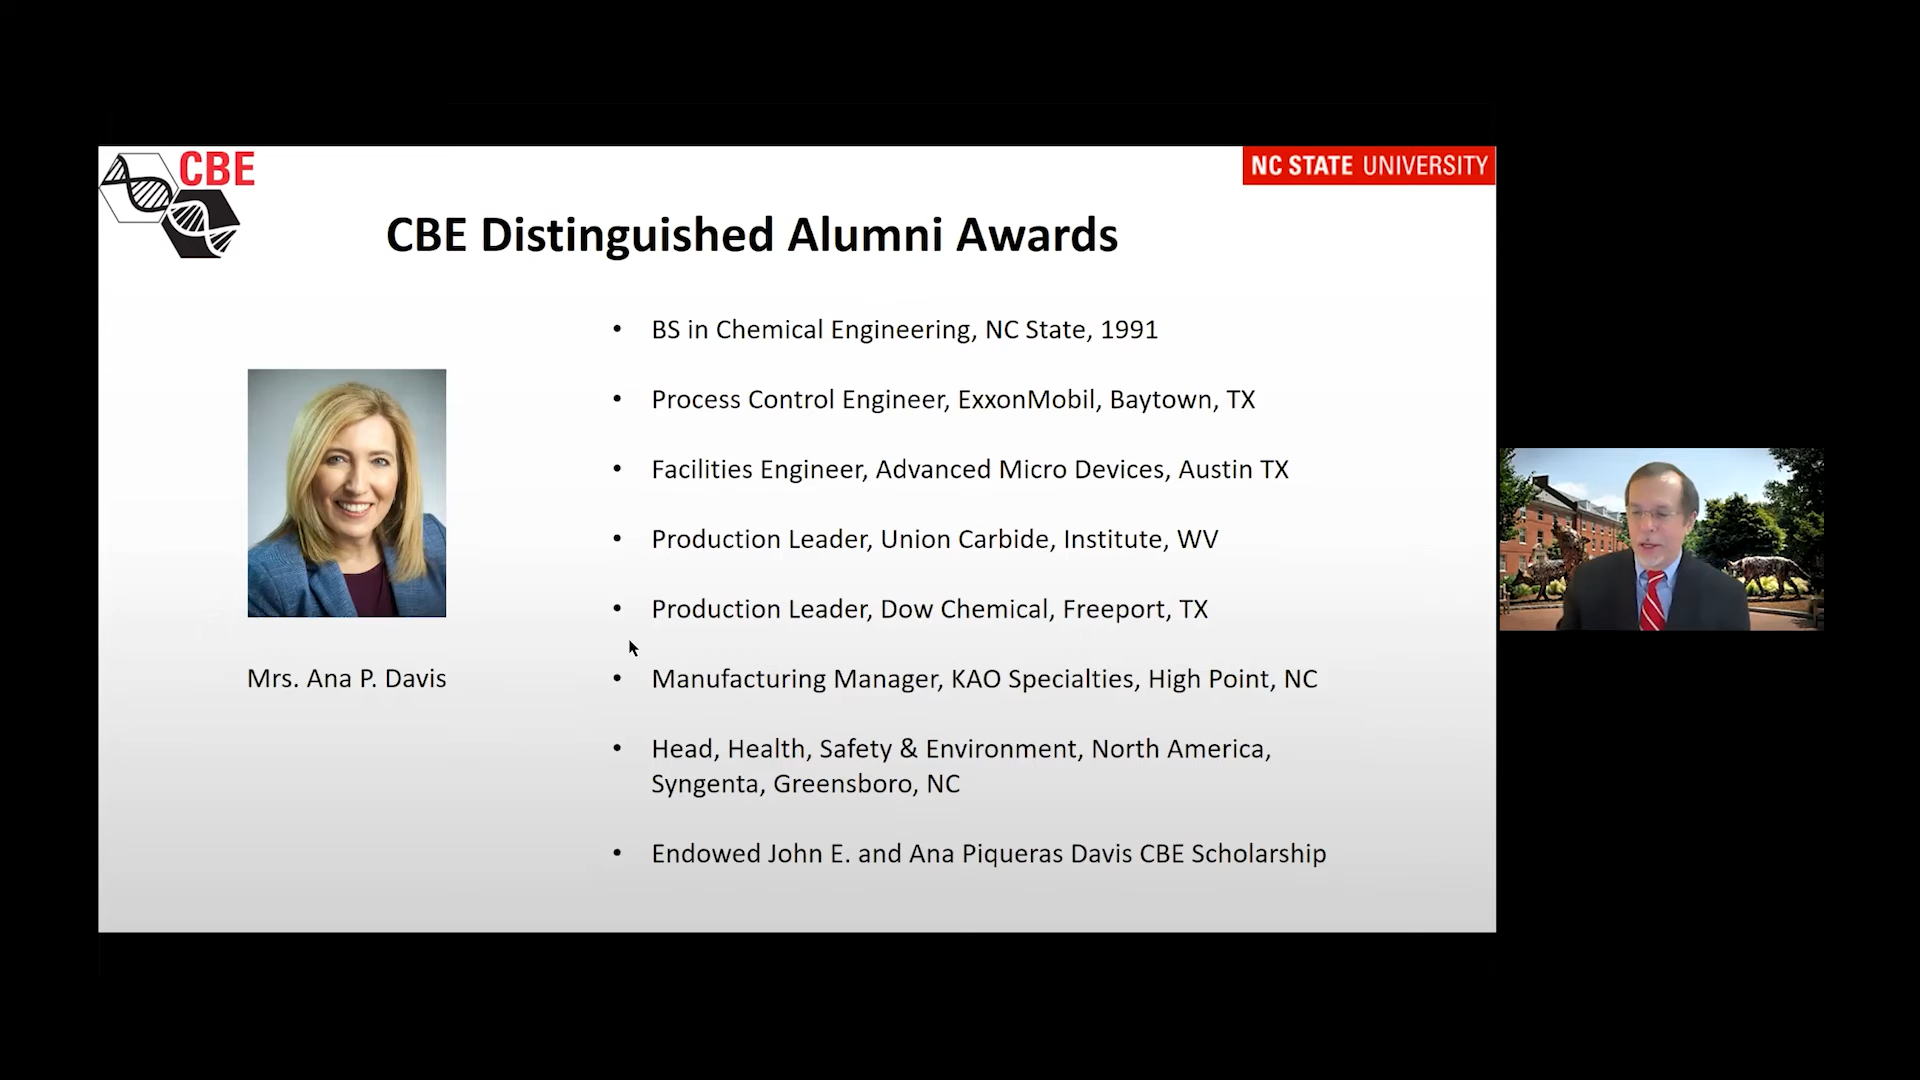 CBE
NC STATE UNIVERSITY
CBE Distinguished Alumni Awards
• BS in Chemical Engineering, NC State, 1991
• Process Control Engineer, ExxonMobil, Baytown, TX
• Facilities Engineer, Advanced Micro Devices, Austin TX
• Production Leader, Union Carbide, Institute, WV
• Production Leader, Dow Chemical, Freeport, TX
Mrs. Ana P. Davis
• Manufacturing Manager, KAO Specialties, High Point, NC
• Head, Health, Safety & Environment, North America,
Syngenta, Greensboro, NC
• Endowed John E. and Ana Piqueras Davis CBE Scholarship